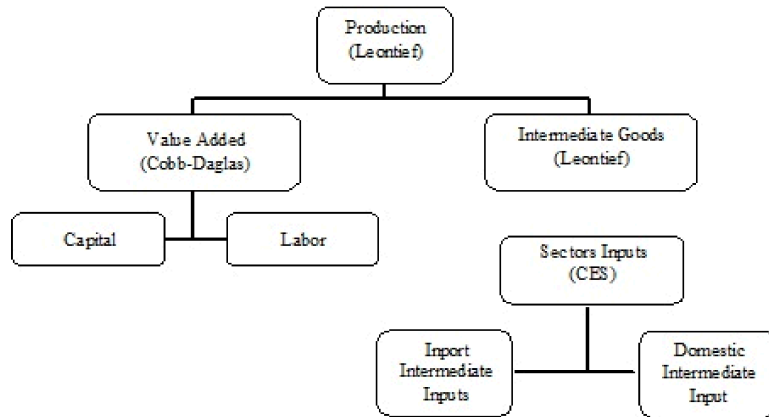 Production
(Leontief)
Value Added
(Cobb-Daglas)
Intermediate Goods
(Leontief)
Capital
Labor
Sectors Inputs
(CES)
Inport
Intermediate
Inputs
Domestic
Intermediate
Input